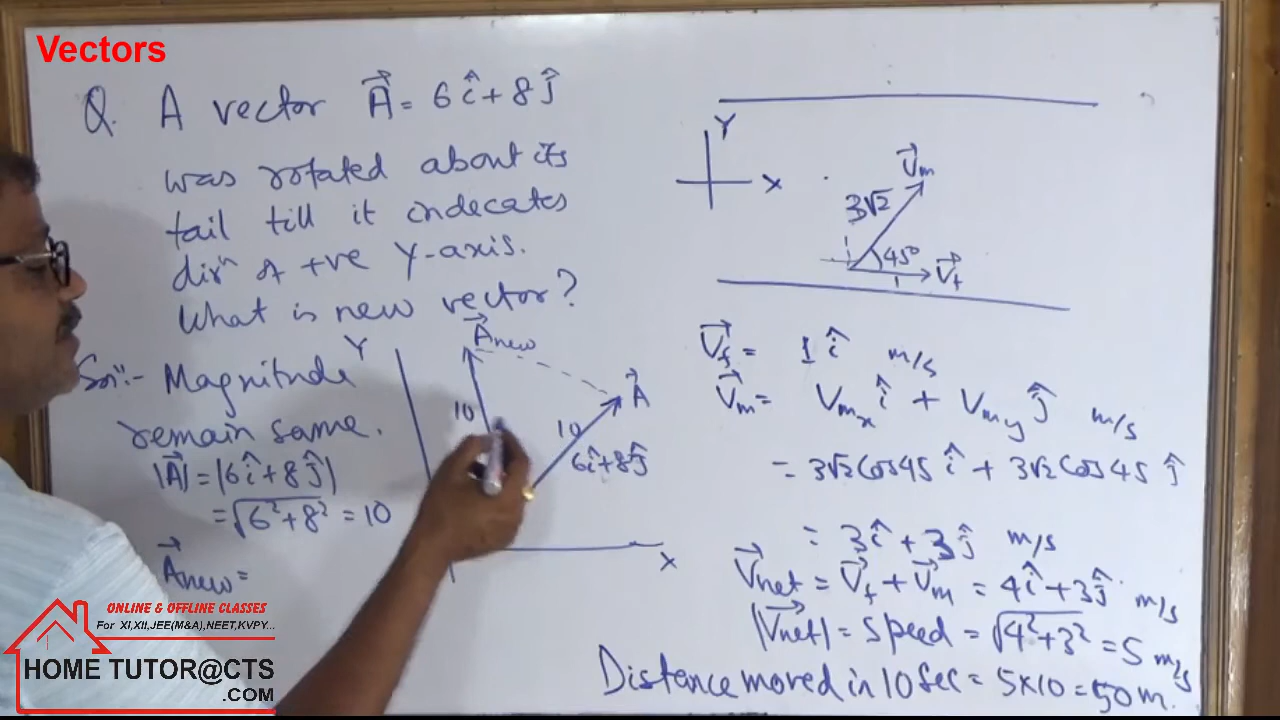 Vectors
Q. A vector A⃗ = 6î + 8ĵ
was rotated about its
tail till it indecates
dirⁿ of +ve Y-axis.
What is new vector?
Solⁿ:- Magnitude
remain same.
|A⃗| = |6î + 8ĵ|
= √6² + 8² = 10
A⃗new =
Y
A⃗new
A⃗
10
10
6î + 8ĵ
X
ONLINE & OFFLINE CLASSES
For XI,XII,JEE(M&A),NEET,KVPY...
HOME TUTOR@CTS
.COM
Y
X
V⃗m
3√2
45°
V⃗f
1
V⃗f = 1î m/s
V⃗m = Vmx î + Vmy ĵ m/s
= 3√2 Cos45 î + 3√2 Cos45 ĵ
= 3î + 3ĵ m/s
V⃗net = V⃗f + V⃗m = 4î + 3ĵ m/s
|V⃗net| = Speed = √4² + 3² = 5 m/s
Distance moved in 10 Sec = 5×10 = 50 m.